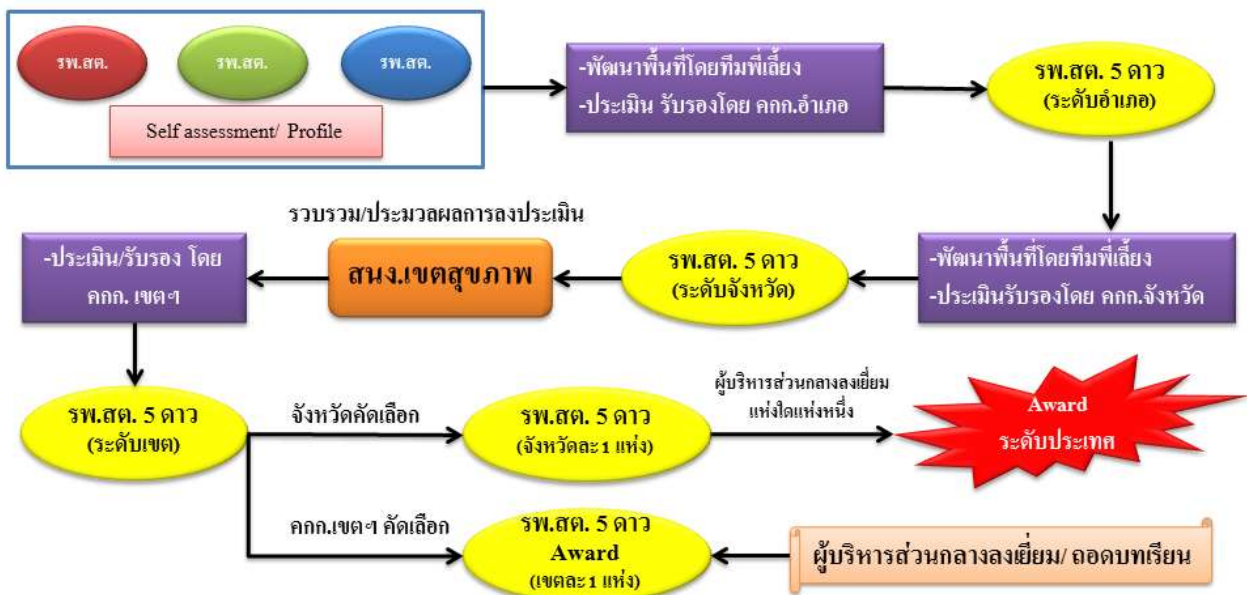 รพ.สต.
รพ.สต.
รพ.สต.
Self assessment/ Profile
-พัฒนาพื้นที่โดยทีมพี่เลี้ยง
-ประเมิน รับรองโดย คกก.อำเภอ
รพ.สต. 5 ดาว
(ระดับอำเภอ)
-พัฒนาพื้นที่โดยทีมพี่เลี้ยง
-ประเมินรับรองโดย คกก.จังหวัด
รพ.สต. 5 ดาว
(ระดับจังหวัด)
รวบรวม/ประมวลผลการลงประเมิน
สนง.เขตสุขภาพ
-ประเมิน/รับรอง โดย
คกก. เขตฯ
รพ.สต. 5 ดาว
(ระดับเขต)
จังหวัดคัดเลือก
รพ.สต. 5 ดาว
(จังหวัดละ 1 แห่ง)
ผู้บริหารส่วนกลางลงเยี่ยม
แห่งใดแห่งหนึ่ง
Award
ระดับประเทศ
คกก.เขตฯ คัดเลือก
รพ.สต. 5 ดาว
Award
(เขตละ 1 แห่ง)
ผู้บริหารส่วนกลางลงเยี่ยม/ ถอดบทเรียน